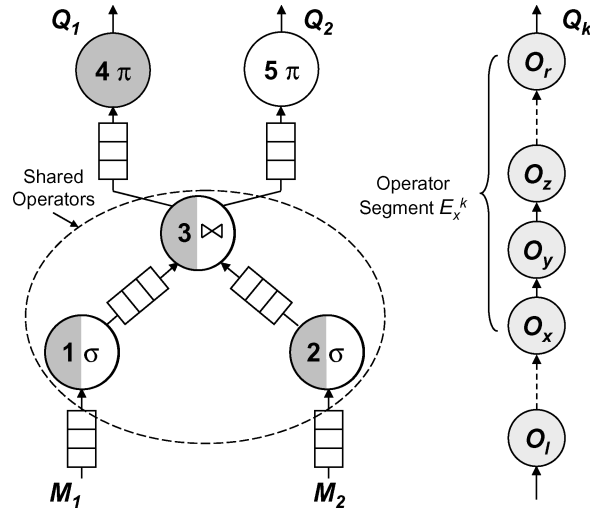 Q1
Q2
4 π
5 π
Shared
Operators
3 ⋈
1 σ
2 σ
M1
M2
Qk
Or
Oz
Operator
Segment Exk
Oy
Ox
Ol